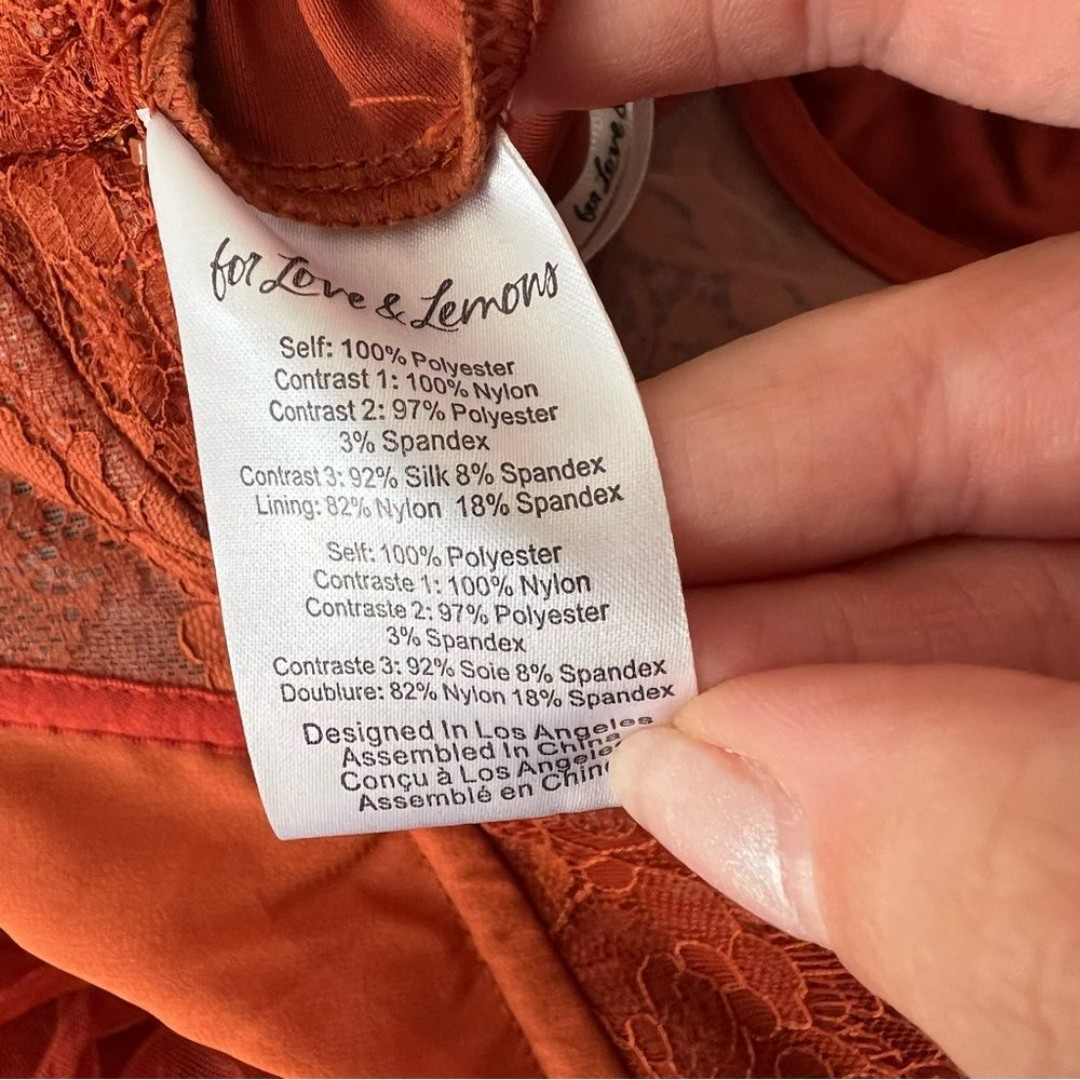 for Love
for Love & Lemons
Self: 100% Polyester
Contrast 1: 100% Nylon
Contrast 2: 97% Polyester
3% Spandex
Contrast 3: 92% Silk 8% Spandex
Lining: 82% Nylon 18% Spandex
Self: 100% Polyester
Contraste 1: 100% Nylon
Contraste 2: 97% Polyester
3% Spandex
Contraste 3: 92% Soie 8% Spandex
Doublure: 82% Nylon 18% Spandex
Designed In Los Angeles
Assembled In China
Conçu à Los Angeles
Assemblé en Chine